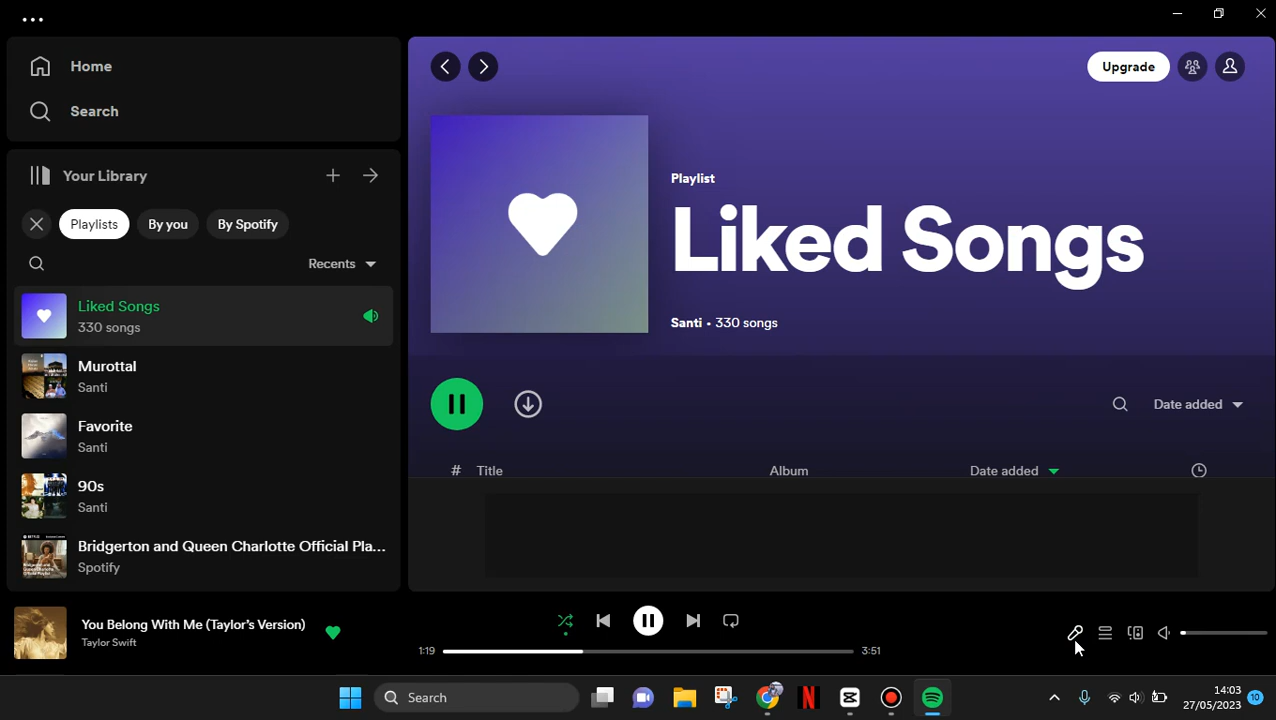 Home
Search
Your Library
Playlists
By you
By Spotify
Recents
Liked Songs
330 songs
Murottal
Santi
Favorite
Santi
90s
Santi
Bridgerton and Queen Charlotte Official Pla...
Spotify
Upgrade
Playlist
Liked Songs
Santi • 330 songs
Date added
# Title Album Date added
You Belong With Me (Taylor's Version)
Taylor Swift
1:19 3:51
Search
14:03
27/05/2023
10